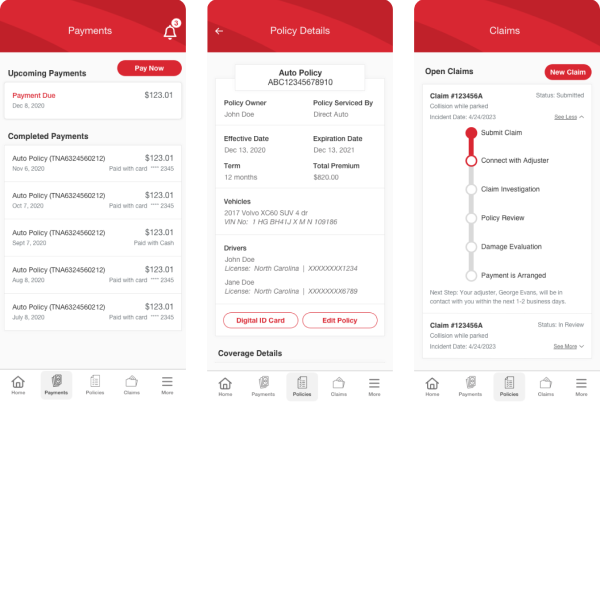 Payments
3
Upcoming Payments
Pay Now
Payment Due
$123.01
Dec 8, 2020
Completed Payments
Auto Policy (TNA6324560212)
$123.01
Nov 6, 2020
Paid with card **** 2345
Auto Policy (TNA6324560212)
$123.01
Oct 7, 2020
Paid with card **** 2345
Auto Policy (TNA6324560212)
$123.01
Sept 7, 2020
Paid with Cash
Auto Policy (TNA6324560212)
$123.01
Aug 8, 2020
Paid with card **** 2345
Auto Policy (TNA6324560212)
$123.01
July 8, 2020
Paid with card **** 2345
Home
Payments
Policies
Claims
More
Policy Details
Auto Policy
ABC12345678910
Policy Owner
John Doe
Policy Serviced By
Direct Auto
Effective Date
Dec 13, 2020
Expiration Date
Dec 13, 2021
Term
12 months
Total Premium
$820.00
Vehicles
2017 Volvo XC60 SUV 4 dr
VIN No: 1 HG BH41J X M N 109186
Drivers
John Doe
License: North Carolina | XXXXXXXX1234
Jane Doe
License: North Carolina | XXXXXXXX6789
Digital ID Card
Edit Policy
Coverage Details
Home
Payments
Policies
Claims
More
Claims
Open Claims
New Claim
Claim #123456A
Status: Submitted
Collision while parked
Incident Date: 4/24/2023
See Less
Submit Claim
Connect with Adjuster
Claim Investigation
Policy Review
Damage Evaluation
Payment is Arranged
Next Step: Your adjuster, George Evans, will be in
contact with you within the next 1-2 business days.
Claim #123456A
Status: In Review
Collision while parked
Incident Date: 4/24/2023
See More
Home
Payments
Policies
Claims
More